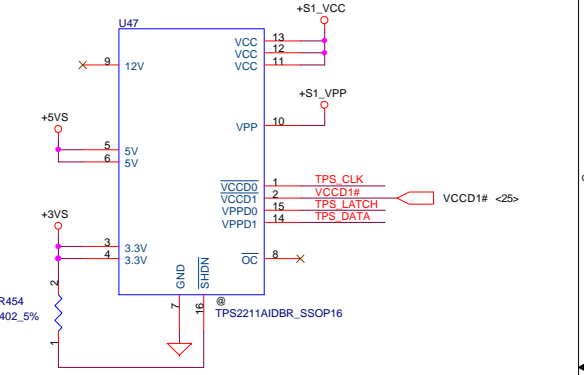 +S1_VCC
U47
VCC 13
VCC 12
9 12V
VCC 11
+S1_VPP
+5VS
VPP 10
5 5V
6 5V
VCCD0 1 TPS_CLK
VCCD1 2 VCCD1#
VCCD1# <25>
VPPD0 15 TPS_LATCH
VPPD1 14 TPS_DATA
+3VS
3 3.3V
4 3.3V
OC 8
GND
SHDN
2
R454
402_5%
1
7
16
@
TPS2211AIDBR_SSOP16